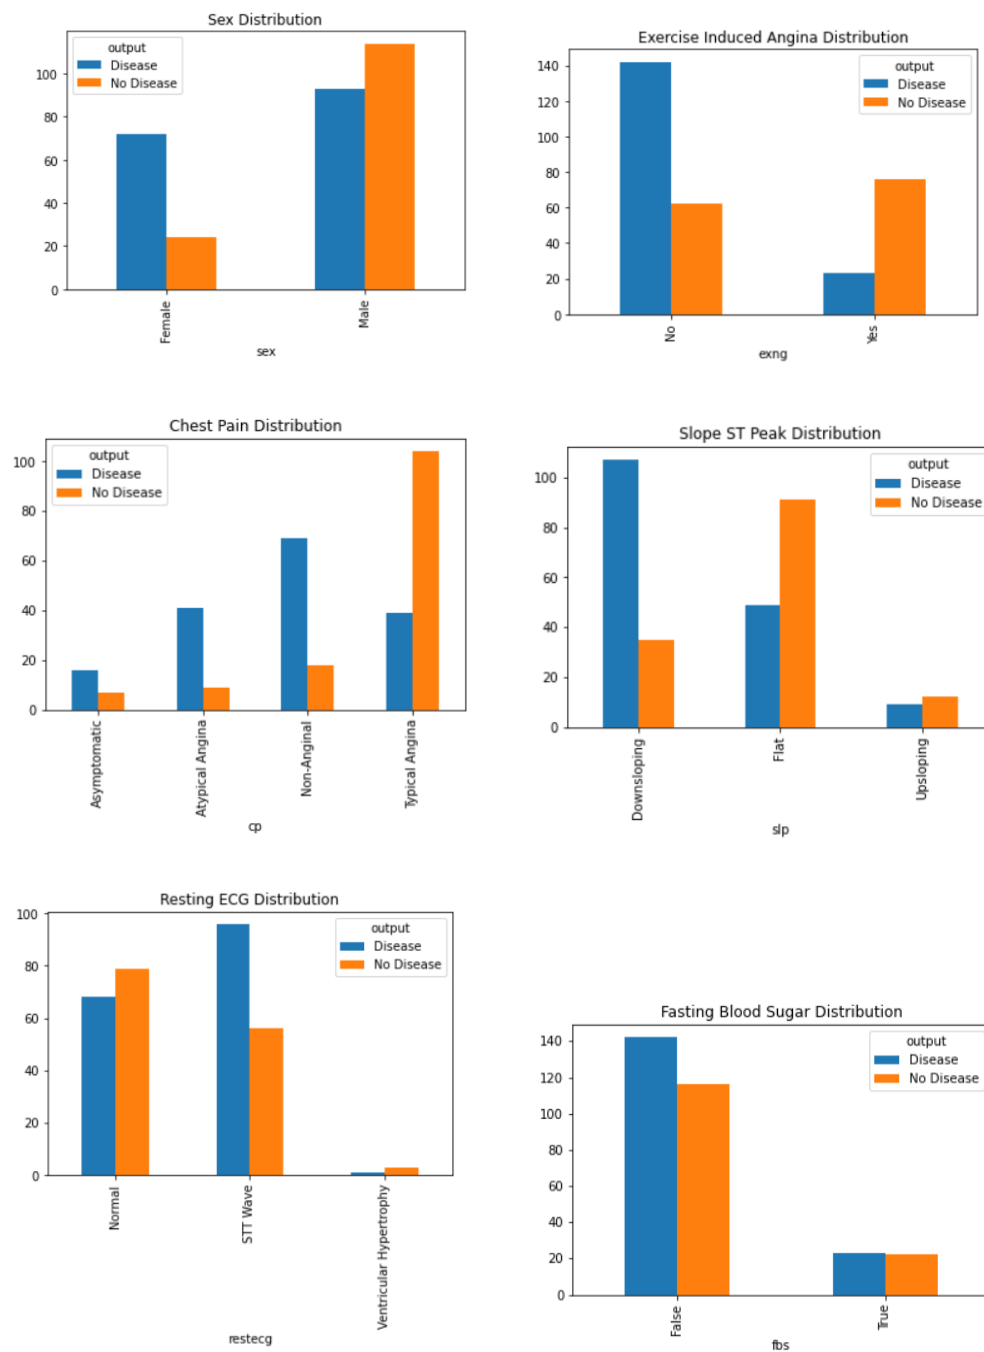 Sex Distribution
output
Disease
No Disease
100
80
60
40
20
0
Female
Male
sex
Exercise Induced Angina Distribution
output
Disease
No Disease
140
120
100
80
60
40
20
0
No
Yes
exng
Chest Pain Distribution
output
Disease
No Disease
100
80
60
40
20
0
Asymptomatic
Atypical Angina
Non-Anginal
Typical Angina
cp
Slope ST Peak Distribution
output
Disease
No Disease
100
80
60
40
20
0
Downsloping
Flat
Upsloping
slp
Resting ECG Distribution
output
Disease
No Disease
100
80
60
40
20
0
Normal
STT Wave
Ventricular Hypertrophy
restecg
Fasting Blood Sugar Distribution
output
Disease
No Disease
140
120
100
80
60
40
20
0
False
True
fbs